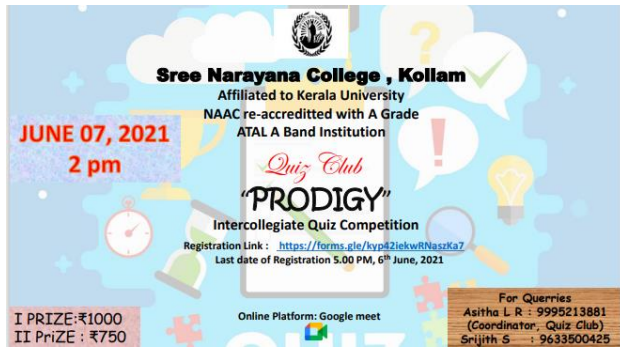 Sree Narayana College , Kollam
Affiliated to Kerala University
NAAC re-accreditted with A Grade
ATAL A Band Institution
JUNE 07, 2021
2 pm
Quiz Club
“PRODIGY”
Intercollegiate Quiz Competition
Registration Link : https://forms.gle/kyp42iekwRNaszKa7
Last date of Registration 5.00 PM, 6th June, 2021
I PRIZE:₹1000
II PriZE : ₹750
Online Platform: Google meet
QUIZ
For Querries
Asitha L R : 9995213881
(Coordinator, Quiz Club)
Srijith S : 9633500425